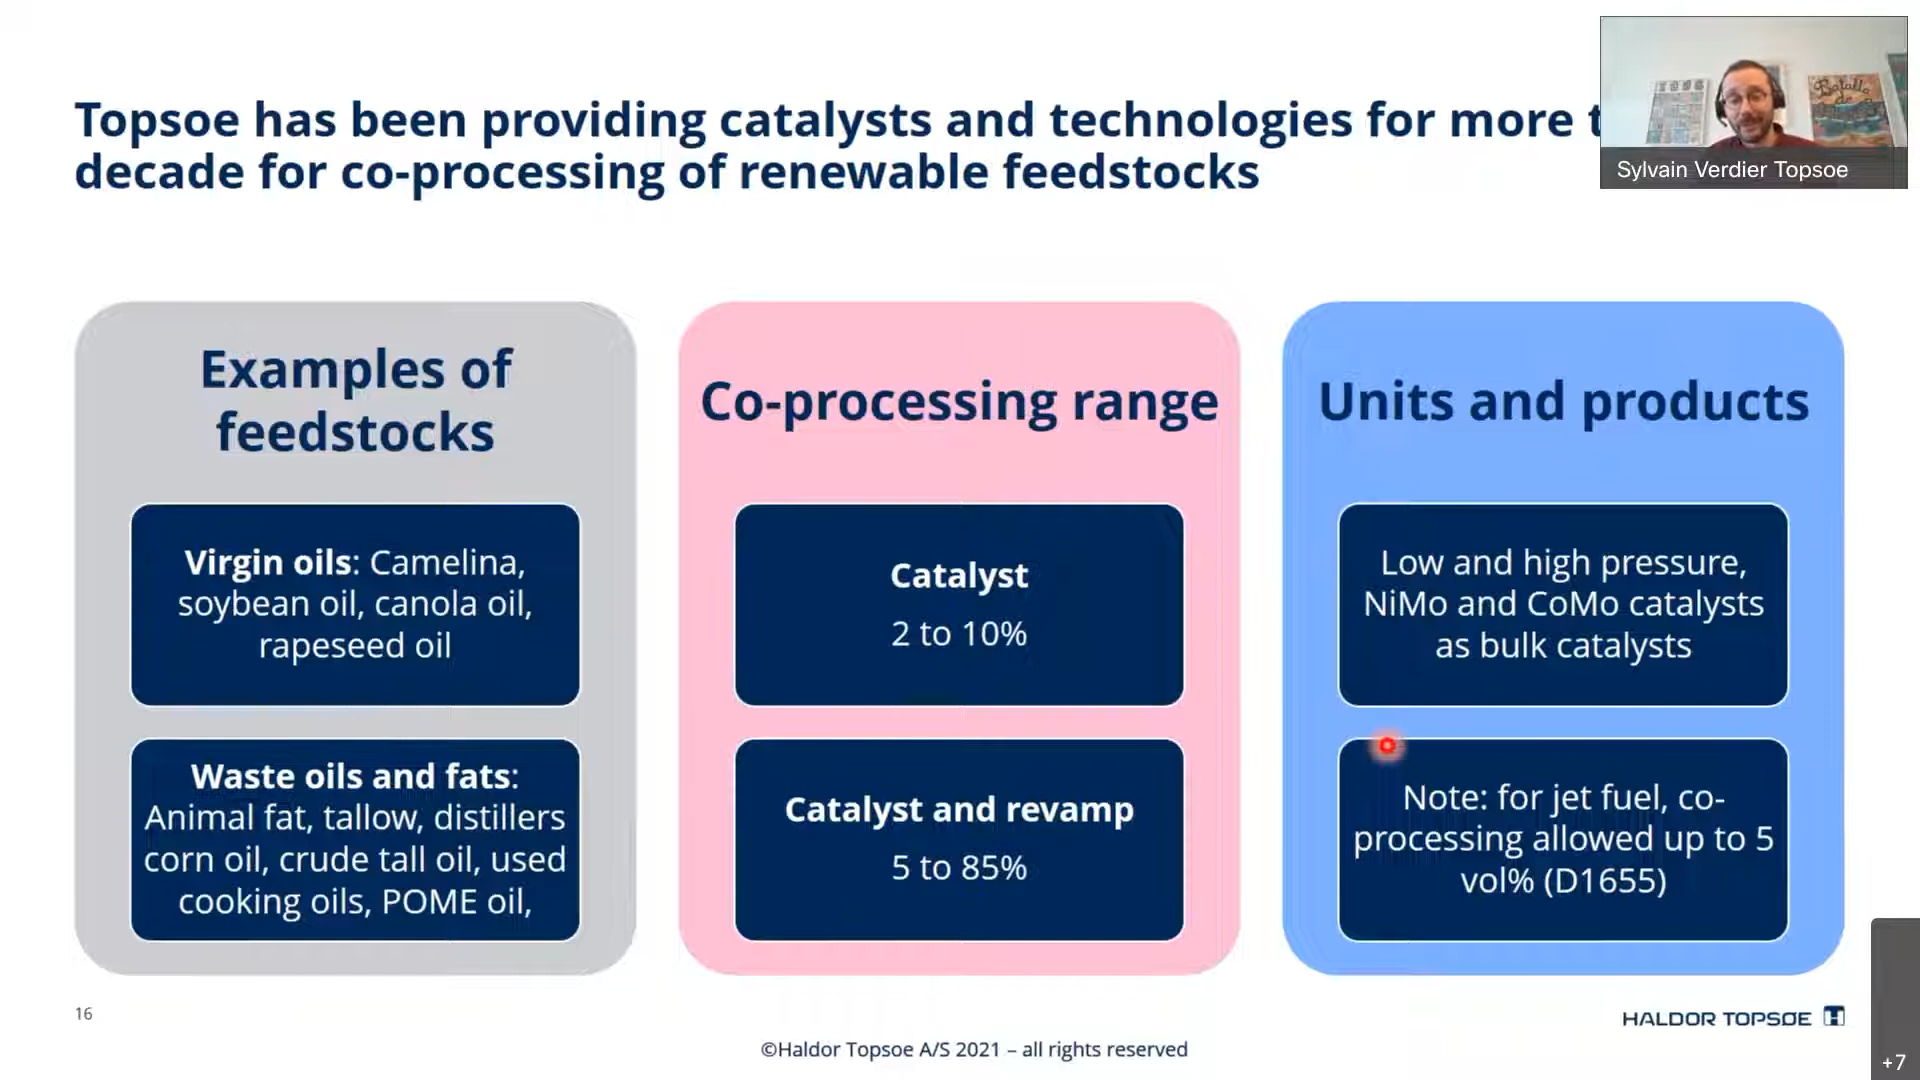 Topsoe has been providing catalysts and technologies for more
decade for co-processing of renewable feedstocks
Sylvain Verdier Topsoe
Examples of
feedstocks
Virgin oils: Camelina,
soybean oil, canola oil,
rapeseed oil
Waste oils and fats:
Animal fat, tallow, distillers
corn oil, crude tall oil, used
cooking oils, POME oil,
Co-processing range
Catalyst
2 to 10%
Catalyst and revamp
5 to 85%
Units and products
Low and high pressure,
NiMo and CoMo catalysts
as bulk catalysts
Note: for jet fuel, co-
processing allowed up to 5
vol% (D1655)
16
HALDOR TOPSØE
©Haldor Topsoe A/S 2021 – all rights reserved
+7